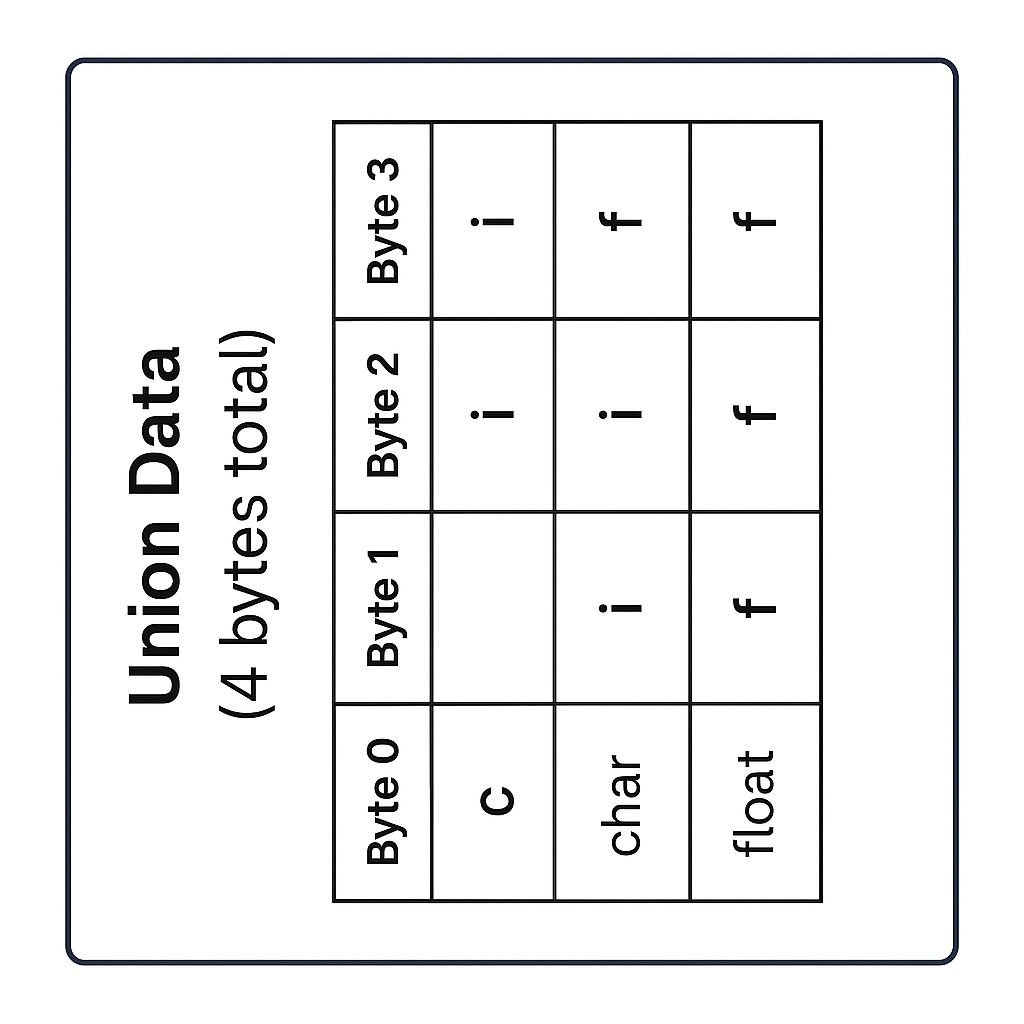 Union Data
(4 bytes total)
Byte 0 Byte 1 Byte 2 Byte 3
c i i
char i i f
float f f f